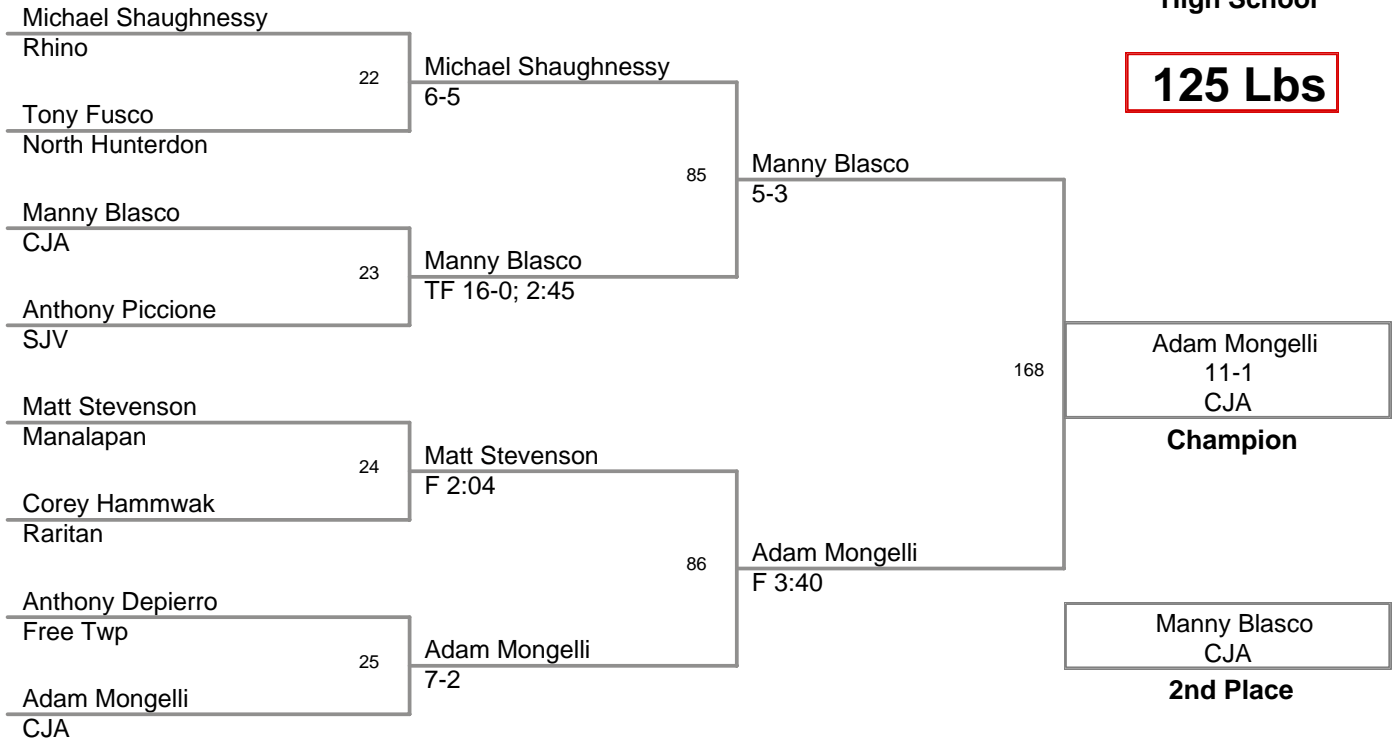 High School
125 Lbs
Michael Shaughnessy
Rhino
22
Tony Fusco
North Hunterdon
Michael Shaughnessy
6-5
Manny Blasco
CJA
23
Anthony Piccione
SJV
Manny Blasco
TF 16-0; 2:45
85
Manny Blasco
5-3
Matt Stevenson
Manalapan
24
Corey Hammwak
Raritan
Matt Stevenson
F 2:04
Anthony Depierro
Free Twp
25
Adam Mongelli
CJA
Adam Mongelli
7-2
86
Adam Mongelli
F 3:40
168
Adam Mongelli
11-1
CJA
Champion
Manny Blasco
CJA
2nd Place